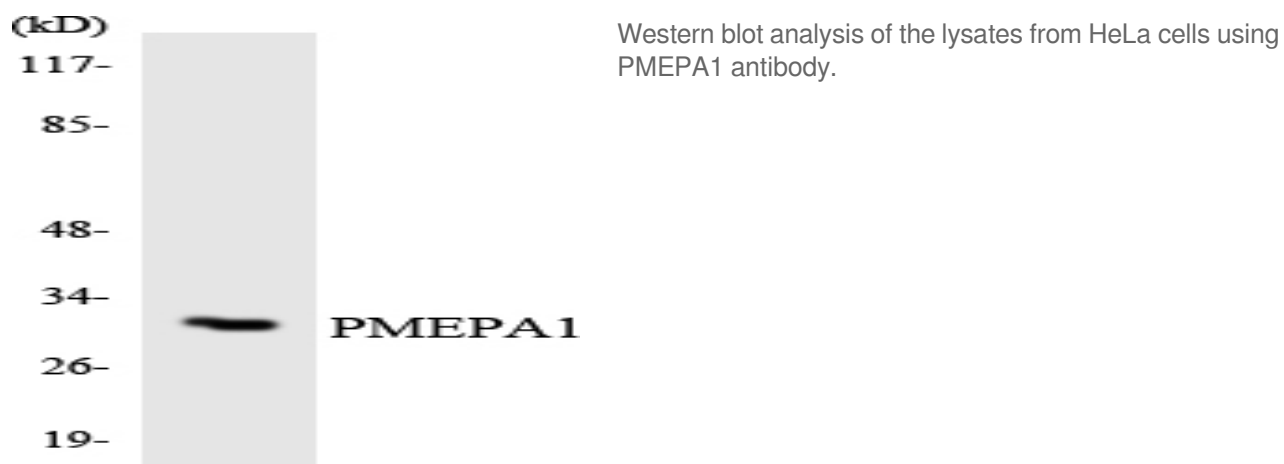 (kD)
117-
85-
48-
34-
26-
19-
PMEPA1
Western blot analysis of the lysates from HeLa cells using
PMEPA1 antibody.